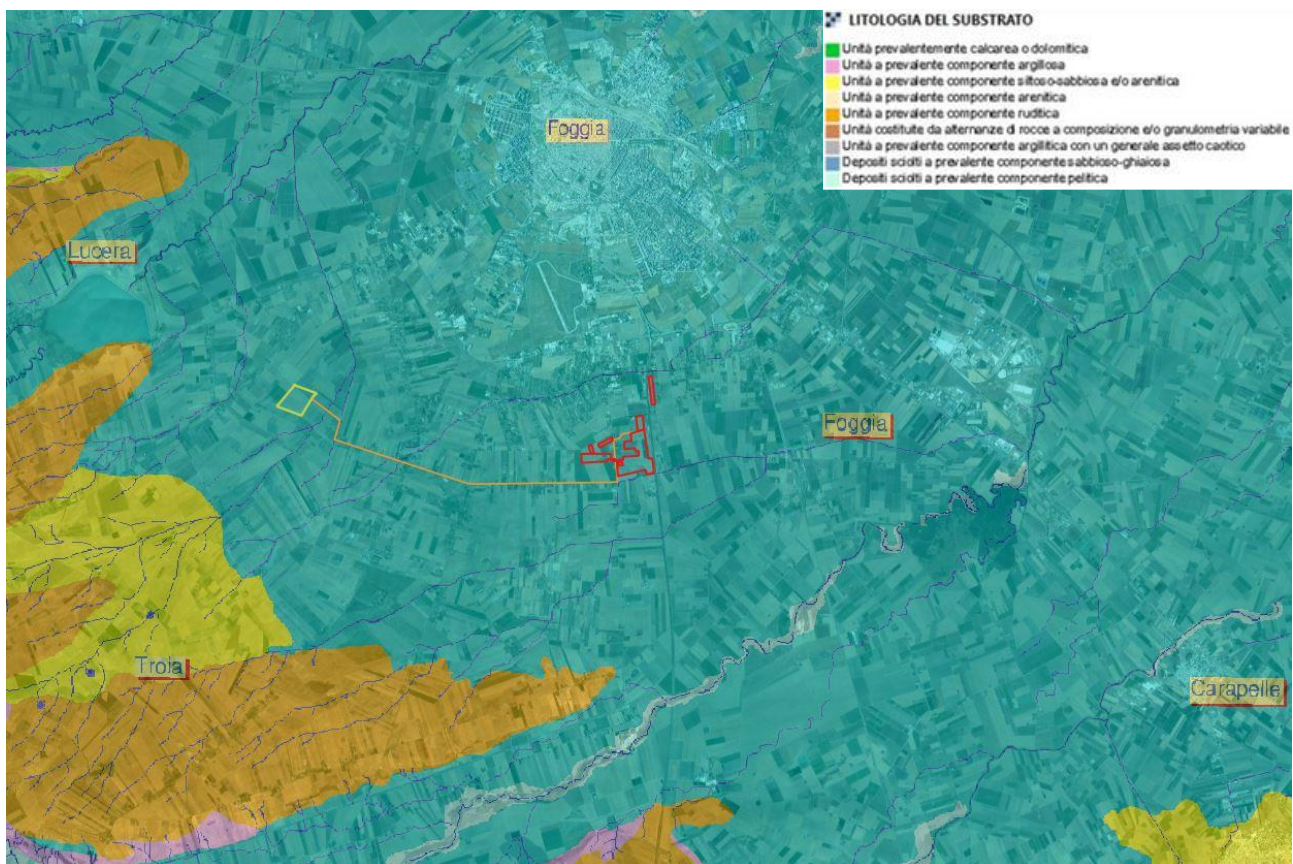 LITOLOGIA DEL SUBSTRATO
Unità prevalentemente calcarea o dolomitica
Unità a prevalente componente argillosa
Unità a prevalente componente siltoso-sabbiosa e/o arenitica
Unità a prevalente componente arenitica
Unità a prevalente componente ruditica
Unità costituite da alternanze di rocce a composizione e/o granulometria variabile
Unità a prevalente componente argillitica con un generale assetto caotico
Depositi sciolti a prevalente componente sabbioso-ghiaiosa
Depositi sciolti a prevalente componente pelitica
Foggia
Lucera
Foggia
Troia
Carapelle